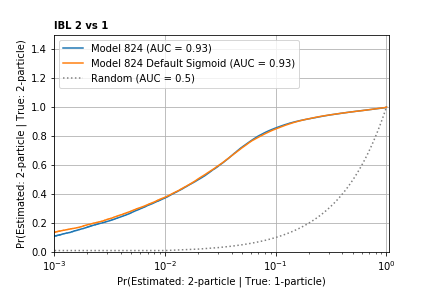 IBL 2 vs 1
Model 824 (AUC = 0.93)
Model 824 Default Sigmoid (AUC = 0.93)
Random (AUC = 0.5)
Pr(Estimated: 2-particle | True: 2-particle)
1.4
1.2
1.0
0.8
0.6
0.4
0.2
0.0
10⁻³
10⁻²
10⁻¹
10⁰
Pr(Estimated: 2-particle | True: 1-particle)